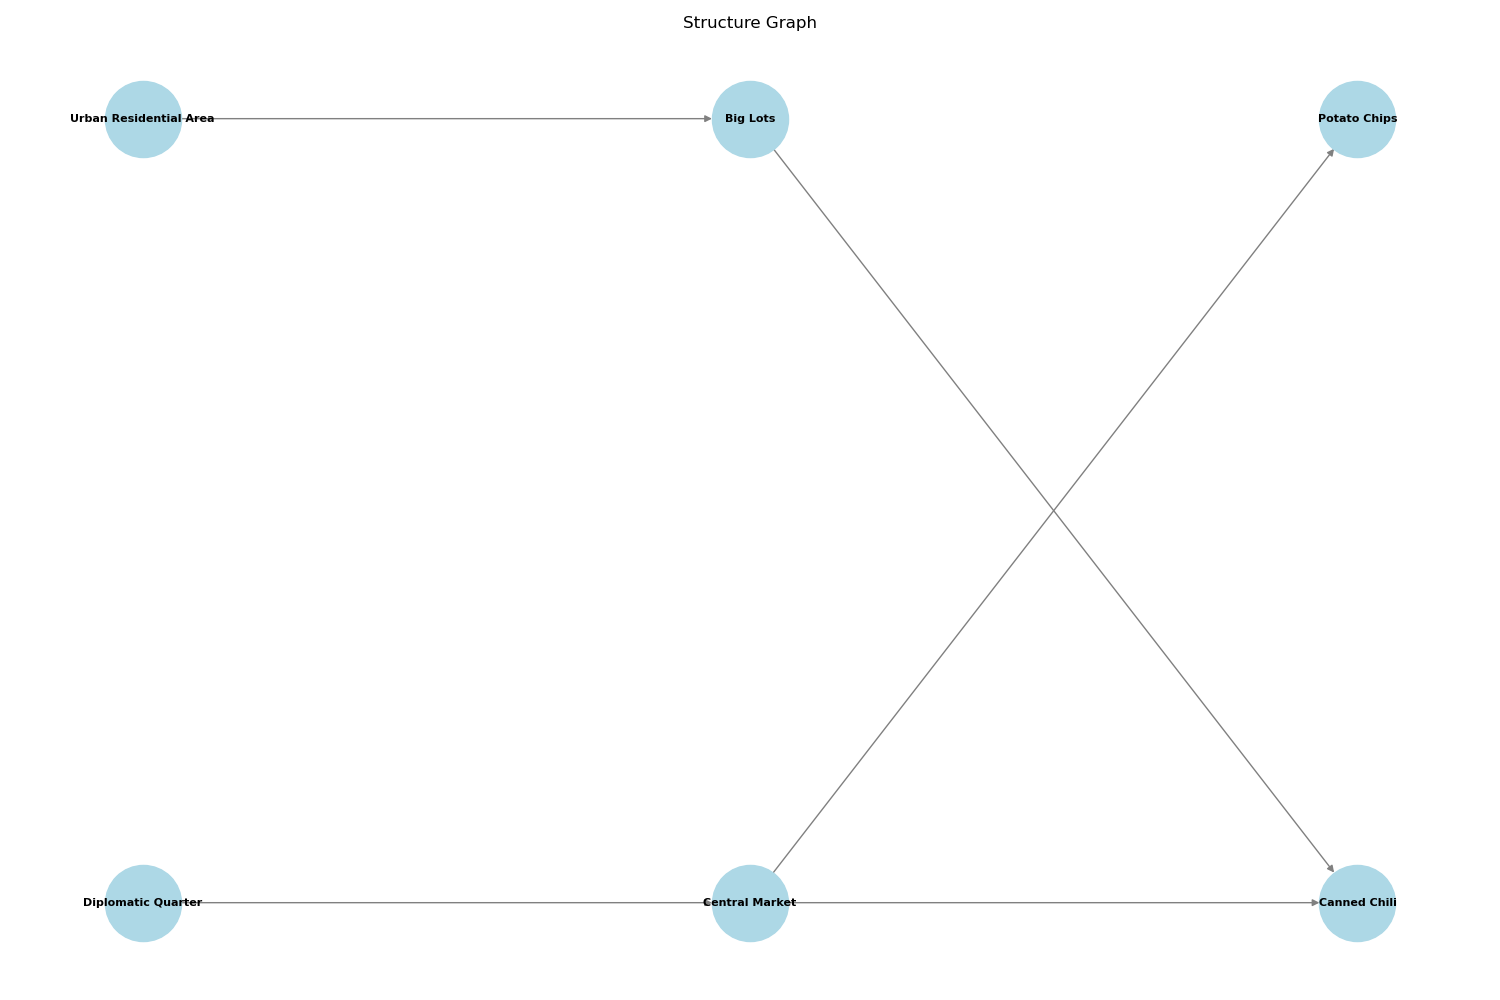 Structure Graph
Urban Residential Area
Big Lots
Potato Chips
Diplomatic Quarter
Central Market
Canned Chili